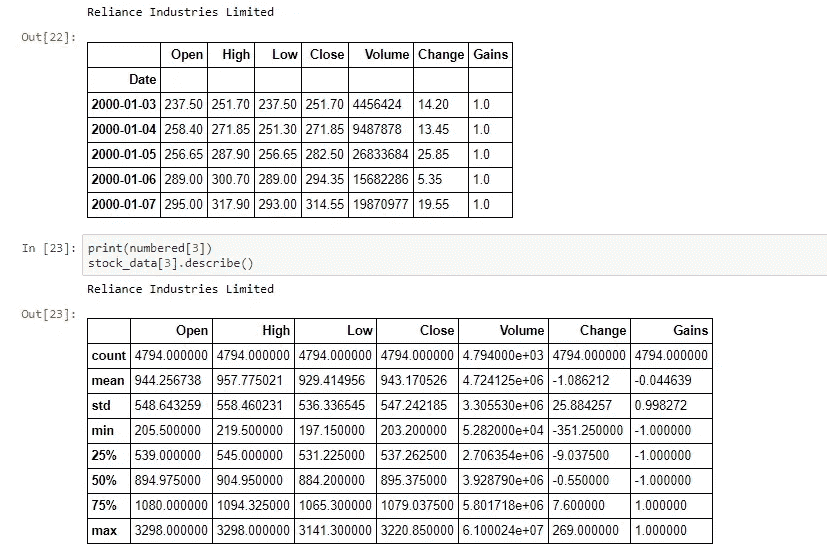 Reliance Industries Limited
Out[22]:
Open High Low Close Volume Change Gains
Date
2000-01-03 237.50 251.70 237.50 251.70 4456424 14.20 1.0
2000-01-04 258.40 271.85 251.30 271.85 9487878 13.45 1.0
2000-01-05 256.65 287.90 256.65 282.50 26833684 25.85 1.0
2000-01-06 289.00 300.70 289.00 294.35 15682286 5.35 1.0
2000-01-07 295.00 317.90 293.00 314.55 19870977 19.55 1.0
In [23]: print(numbered[3])
stock_data[3].describe()
Reliance Industries Limited
Out[23]:
Open High Low Close Volume Change Gains
count 4794.000000 4794.000000 4794.000000 4794.000000 4.794000e+03 4794.000000 4794.000000
mean 944.256738 957.775021 929.414956 943.170526 4.724125e+06 -1.086212 -0.044639
std 548.643259 558.460231 536.336545 547.242185 3.305530e+06 25.884257 0.998272
min 205.500000 219.500000 197.150000 203.200000 5.282000e+04 -351.250000 -1.000000
25% 539.000000 545.000000 531.225000 537.262500 2.706354e+06 -9.037500 -1.000000
50% 894.975000 904.950000 884.200000 895.375000 3.928790e+06 -0.550000 -1.000000
75% 1080.000000 1094.325000 1065.300000 1079.037500 5.801718e+06 7.600000 1.000000
max 3298.000000 3298.000000 3141.300000 3220.850000 6.100024e+07 269.000000 1.000000